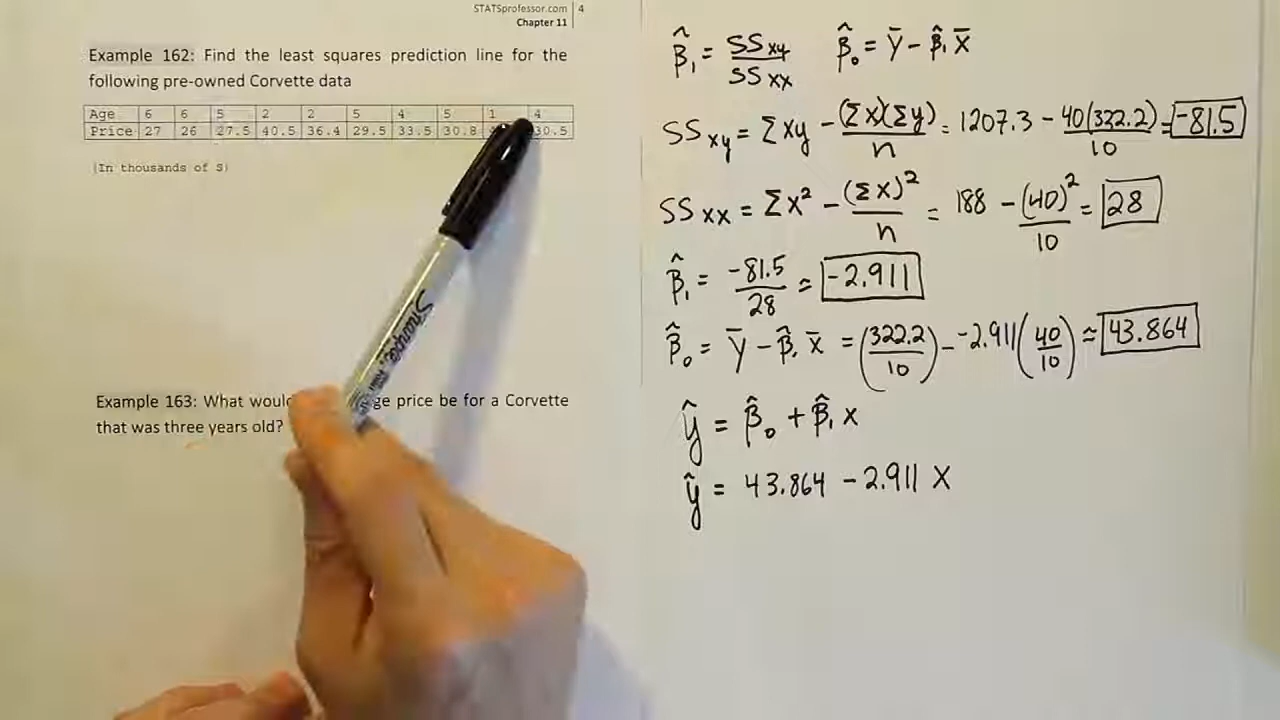 STATSprofessor.com | 4
Chapter 11
Example 162: Find the least squares prediction line for the
following pre-owned Corvette data
Age 6 6 5 2 2 5 4 5 1 4
Price 27 26 27.5 40.5 36.4 29.5 33.5 30.8 30.5
(In thousands of $)
Example 163: What would ge price be for a Corvette
that was three years old?
Sharpie
β̂₁ = SSxy / SSxx   β̂₀ = ȳ - β̂₁ x̄
SSxy = Σxy - (Σx)(Σy)/n = 1207.3 - 40(322.2)/10 = -81.5
SSxx = Σx² - (Σx)²/n = 188 - (40)²/10 = 28
β̂₁ = -81.5/28 ≈ -2.911
β̂₀ = ȳ - β̂₁ x̄ = (322.2/10) - -2.911(40/10) ≈ 43.864
ŷ = β̂₀ + β̂₁ x
ŷ = 43.864 - 2.911 x